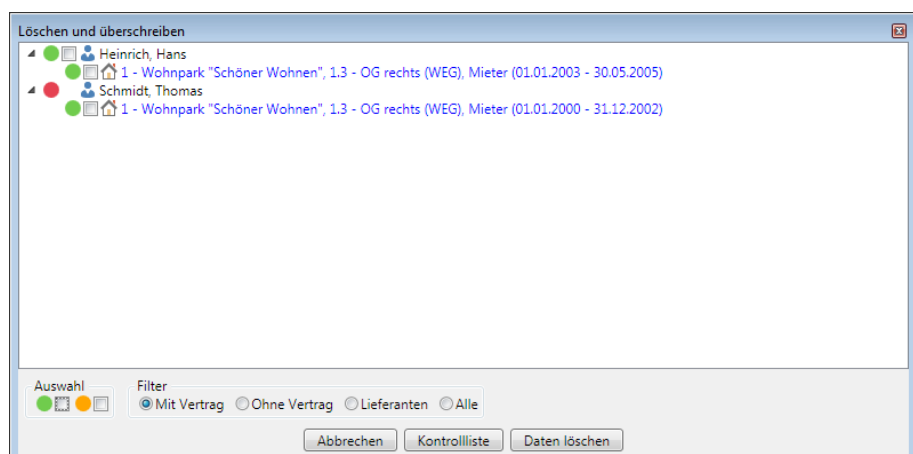 Löschen und überschreiben
Heinrich, Hans
1 - Wohnpark "Schöner Wohnen", 1.3 - OG rechts (WEG), Mieter (01.01.2003 - 30.05.2005)
Schmidt, Thomas
1 - Wohnpark "Schöner Wohnen", 1.3 - OG rechts (WEG), Mieter (01.01.2000 - 31.12.2002)
Auswahl Filter
Mit Vertrag Ohne Vertrag Lieferanten Alle
Abbrechen Kontrollliste Daten löschen